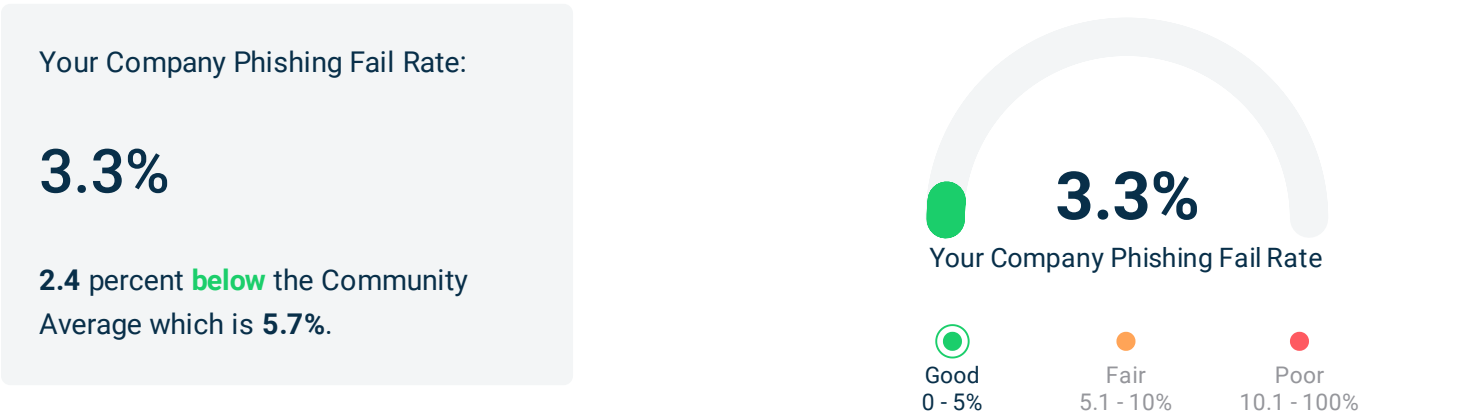 Your Company Phishing Fail Rate:
3.3%
2.4 percent below the Community
Average which is 5.7%.
3.3%
Your Company Phishing Fail Rate
Good
0 - 5%
Fair
5.1 - 10%
Poor
10.1 - 100%